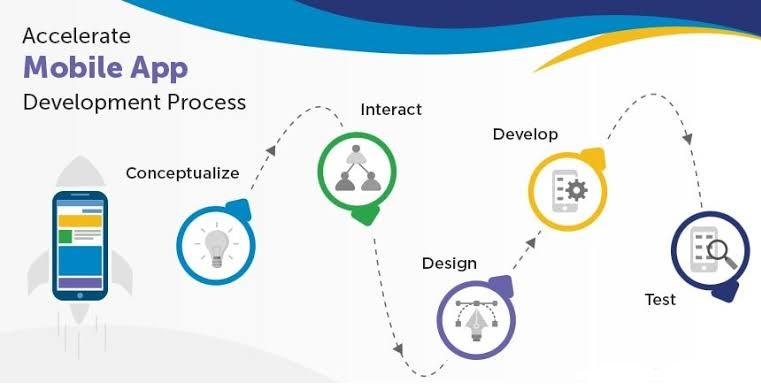 Accelerate
Mobile App
Development Process
Conceptualize
Interact
Design
Develop
Test